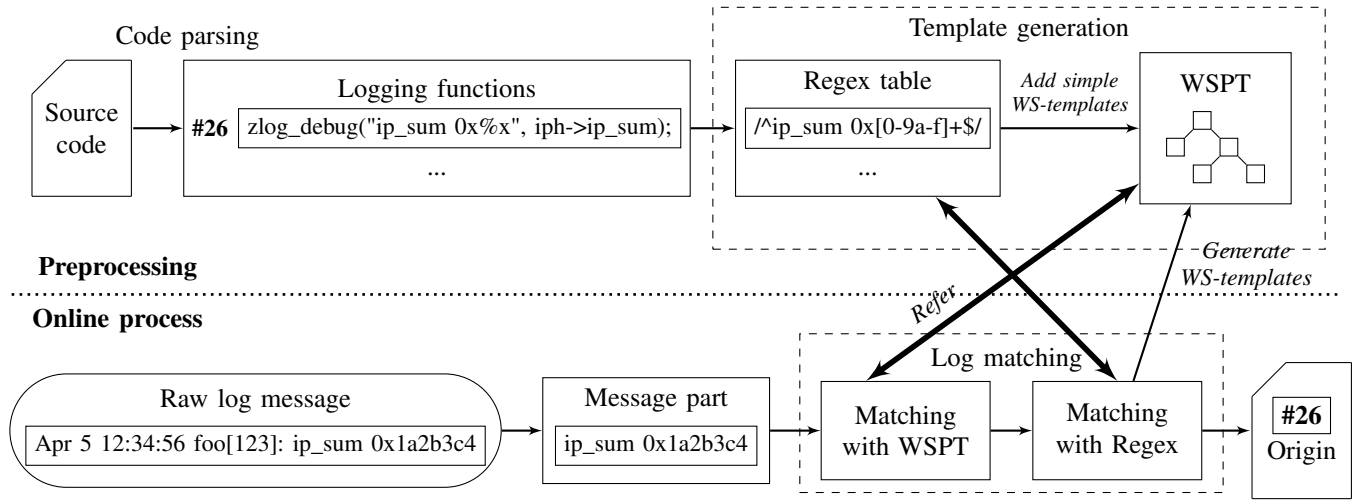 Code parsing
Template generation
Source
code
Logging functions
#26
zlog_debug("ip_sum 0x%x", iph->ip_sum);
...
Regex table
/^ip_sum 0x[0-9a-f]+$/
...
Add simple
WS-templates
WSPT
Preprocessing
Generate
WS-templates
Refer
Online process
Log matching
Raw log message
Apr 5 12:34:56 foo[123]: ip_sum 0x1a2b3c4
Message part
ip_sum 0x1a2b3c4
Matching
with WSPT
Matching
with Regex
#26
Origin